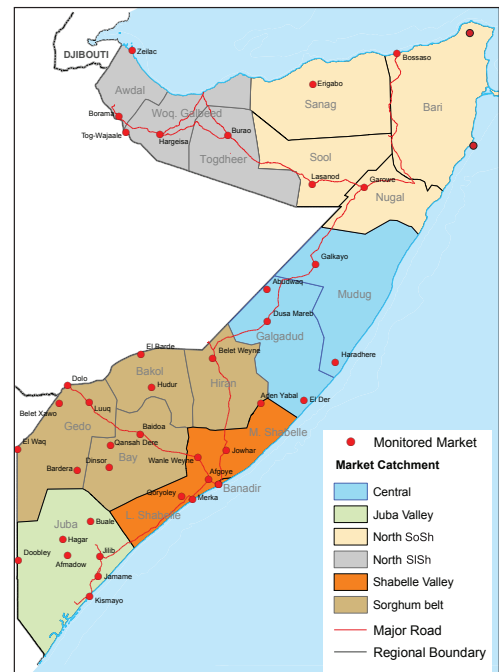 DJIBOUTI
Zeilac
Bossaso
Awdal
Erigabo
Sanag
Bari
Borama
Woq. Galbeed
Tog-Wajaale
Hargeisa
Burao
Togdheer
Sool
Lasanod
Garowe
Nugal
Galkayo
Abudwaq
Mudug
Dusa Mareb
Galgadud
El Barde
Belet Weyne
Haradhere
Dolo
Bakol
Hudur
Hiran
Aden Yabal
El Der
Belet Xawo
Luuq
Gedo
Baidoa
M. Shabelle
El Waq
Qansah Dere
Bay
Dinsor
Wanle Weyne
Jowhar
Bardera
Afgoye
Banadir
Qoryoley
Merka
L. Shabelle
Juba
Buale
Hagar
Doobley
Afmadow
Jilib
Jamame
Kismayo
Monitored Market
Market Catchment
Central
Juba Valley
North SoSh
North SlSh
Shabelle Valley
Sorghum belt
Major Road
Regional Boundary